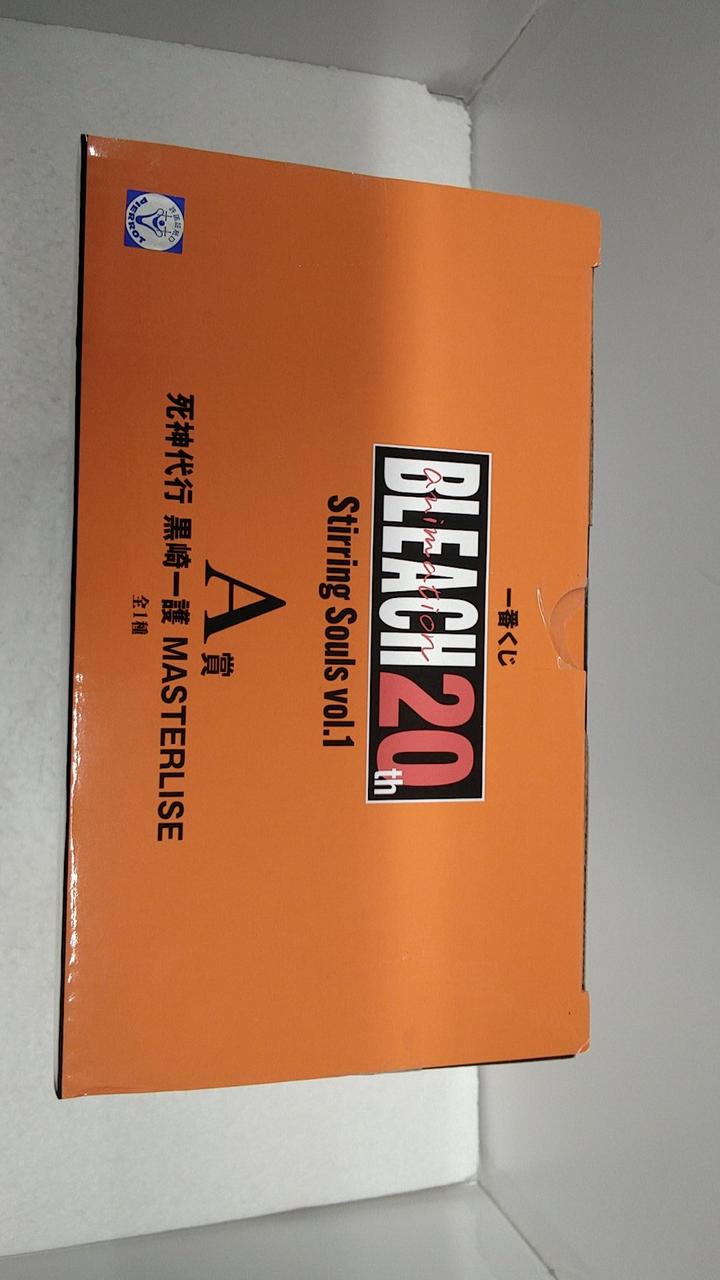 一番くじ
BLEACH 20th
animation
Stirring Souls vol.1
A賞
死神代行 黒崎一護 MASTERLISE
全1種
PIERROT